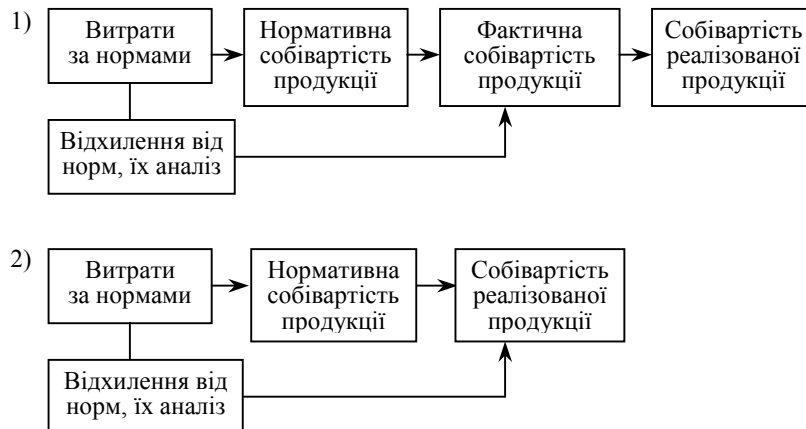 1)
Витрати
за нормами
Нормативна
собівартість
продукції
Фактична
собівартість
продукції
Собівартість
реалізованої
продукції
Відхилення від
норм, їх аналіз
2)
Витрати
за нормами
Нормативна
собівартість
продукції
Собівартість
реалізованої
продукції
Відхилення від
норм, їх аналіз